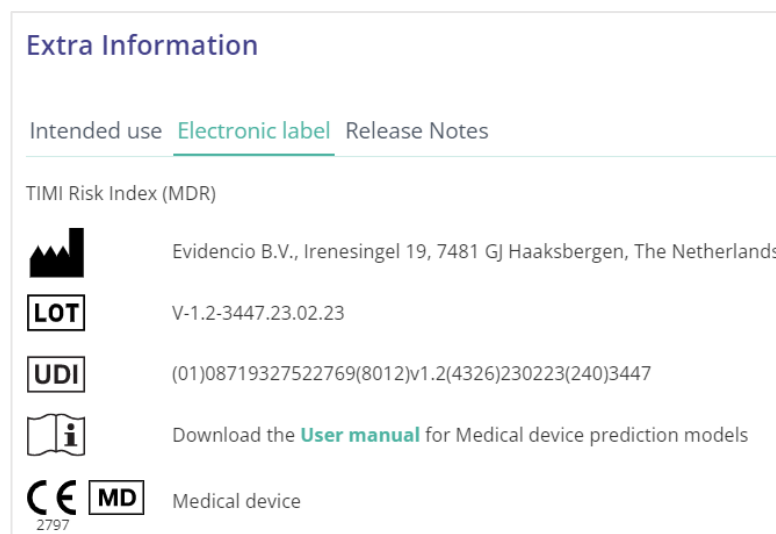 Extra Information
Intended use Electronic label Release Notes
TIMI Risk Index (MDR)
Evidencio B.V., Irenesingel 19, 7481 GJ Haaksbergen, The Netherlands
LOT V-1.2-3447.23.02.23
UDI (01)08719327522769(8012)v1.2(4326)230223(240)3447
i Download the User manual for Medical device prediction models
CE MD Medical device
2797